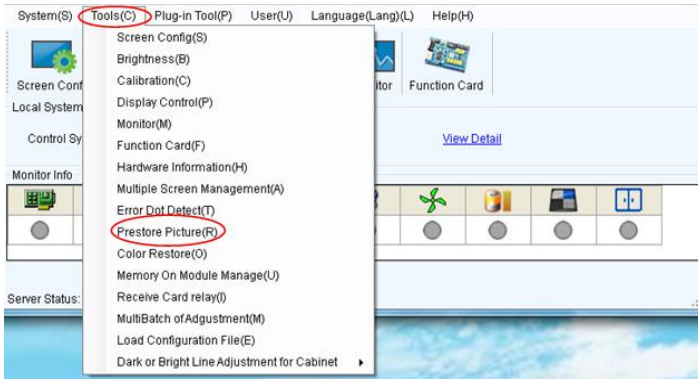 System(S) Tools(C) Plug-in Tool(P) User(U) Language(Lang)(L) Help(H)
Screen Config(S)
Brightness(B)
Calibration(C)
Display Control(P)
Monitor(M)
Function Card(F)
Hardware Information(H)
Multiple Screen Management(A)
Error Dot Detect(T)
Prestore Picture(R)
Color Restore(O)
Memory On Module Manage(U)
Receive Card relay(I)
MultiBatch ofAdgustment(M)
Load Configuration File(E)
Dark or Bright Line Adjustment for Cabinet
Screen Conf
itor Function Card
Local System
Control Sy
View Detail
Monitor Info
Server Status: